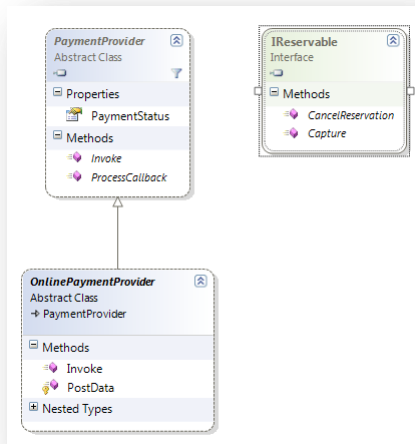 PaymentProvider
Abstract Class
Properties
PaymentStatus
Methods
Invoke
ProcessCallback
IReservable
Interface
Methods
CancelReservation
Capture
OnlinePaymentProvider
Abstract Class
PaymentProvider
Methods
Invoke
PostData
Nested Types